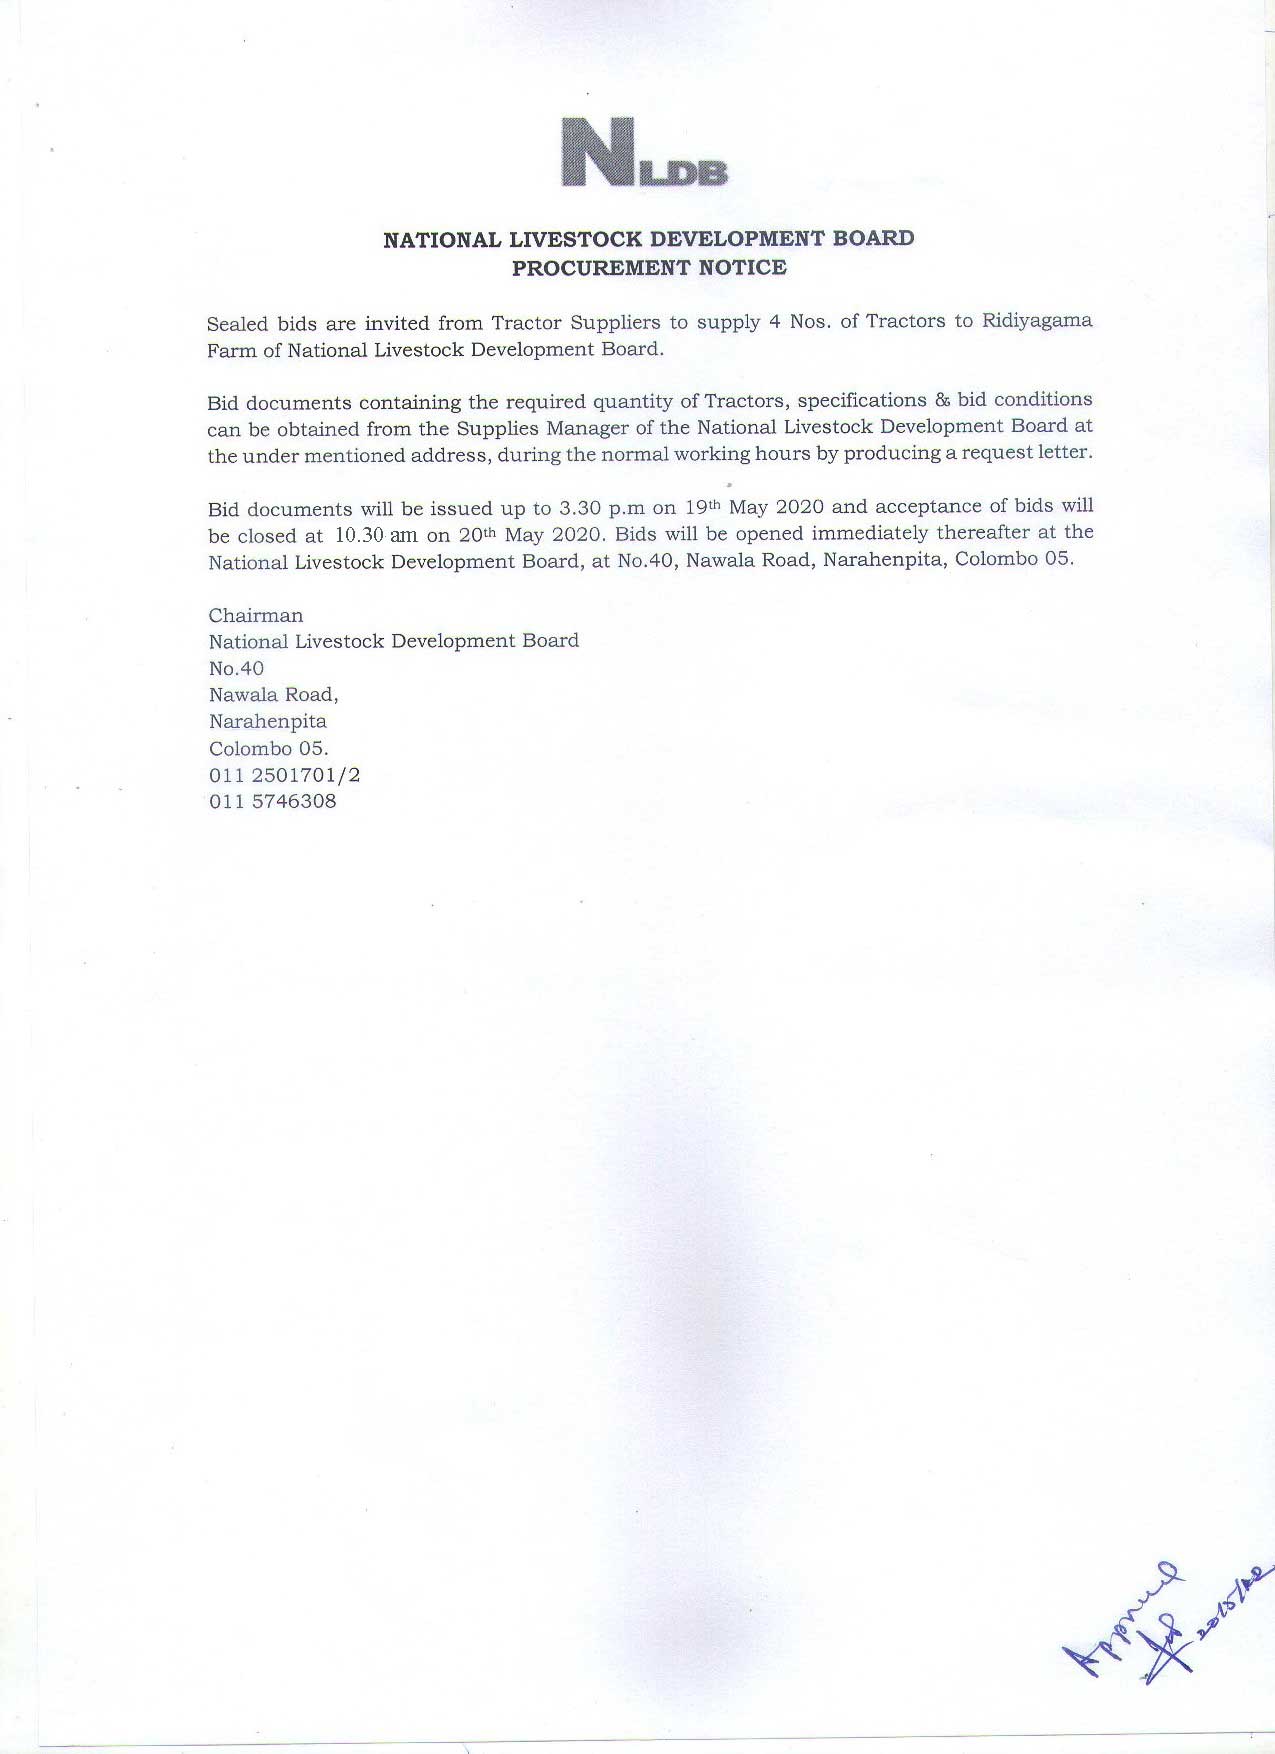 NLDB
NATIONAL LIVESTOCK DEVELOPMENT BOARD
PROCUREMENT NOTICE
Sealed bids are invited from Tractor Suppliers to supply 4 Nos. of Tractors to Ridiyagama
Farm of National Livestock Development Board.
Bid documents containing the required quantity of Tractors, specifications & bid conditions
can be obtained from the Supplies Manager of the National Livestock Development Board at
the under mentioned address, during the normal working hours by producing a request letter.
Bid documents will be issued up to 3.30 p.m on 19th May 2020 and acceptance of bids will
be closed at 10.30 am on 20th May 2020. Bids will be opened immediately thereafter at the
National Livestock Development Board, at No.40, Nawala Road, Narahenpita, Colombo 05.
Chairman
National Livestock Development Board
No.40
Nawala Road,
Narahenpita
Colombo 05.
011 2501701/2
011 5746308
Approved